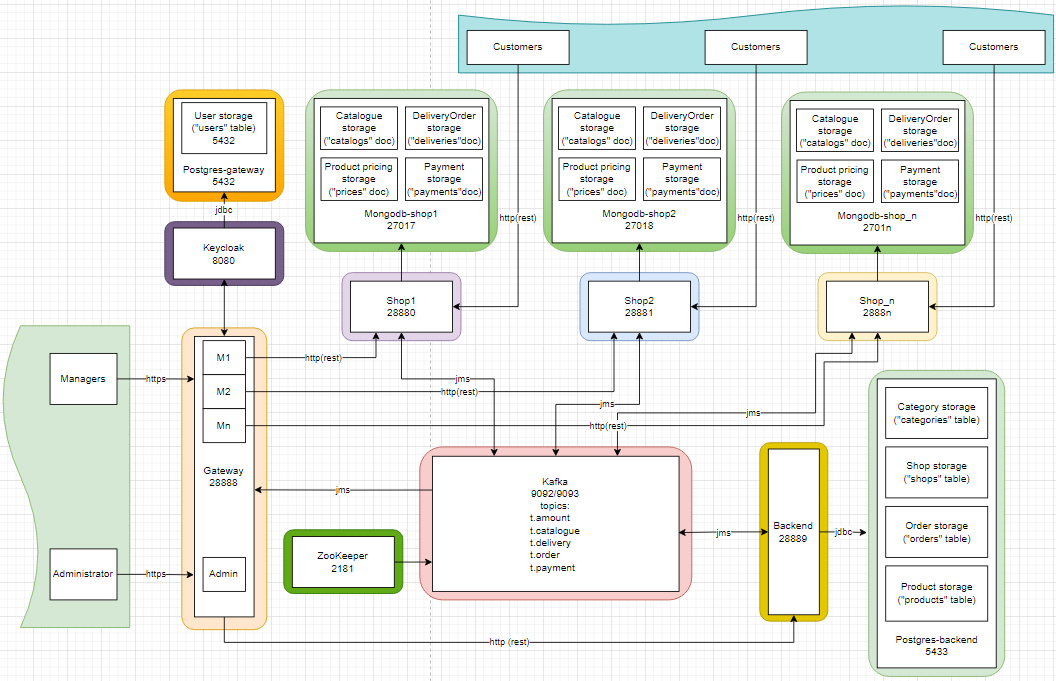 Customers
Customers
Customers
User storage
("users" table)
5432
Postgres-gateway
5432
jdbc
Keycloak
8080
Catalogue
storage
("catalogs" doc)
DeliveryOrder
storage
("deliveries"doc)
Product pricing
storage
("prices" doc)
Payment
storage
("payments"doc)
Mongodb-shop1
27017
http(rest)
Catalogue
storage
("catalogs" doc)
DeliveryOrder
storage
("deliveries"doc)
Product pricing
storage
("prices" doc)
Payment
storage
("payments"doc)
Mongodb-shop2
27018
http(rest)
Catalogue
storage
("catalogs" doc)
DeliveryOrder
storage
("deliveries"doc)
Product pricing
storage
("prices" doc)
Payment
storage
("payments"doc)
Mongodb-shop_n
2701n
http(rest)
Shop1
28880
Shop2
28881
Shop_n
2888n
Managers
https
M1
M2
Mn
http(rest)
jms
http(rest)
jms
jms
http(rest)
Gateway
28888
Admin
Administrator
https
jms
ZooKeeper
2181
Kafka
9092/9093
topics:
t.amount
t.catalogue
t.delivery
t.order
t.payment
jms
Backend
28889
jdbc
Category storage
("categories" table)
Shop storage
("shops" table)
Order storage
("orders" table)
Product storage
("products" table)
Postgres-backend
5433
http (rest)